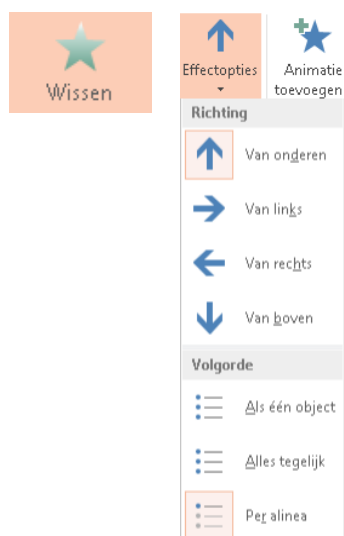 Wissen
Effectopties
Animatie
toevoegen
Richting
Van onderen
Van links
Van rechts
Van boven
Volgorde
Als één object
Alles tegelijk
Per alinea